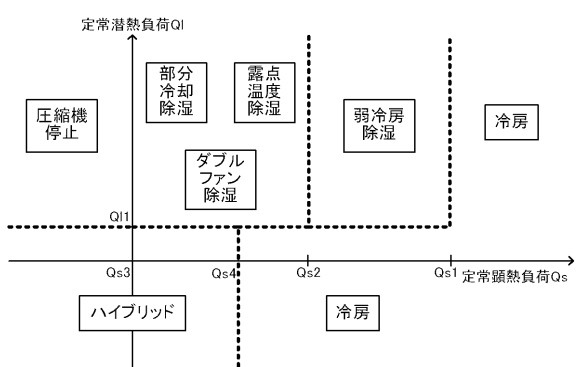 定常潜熱負荷Ql
部分
冷却
除湿
露点
温度
除湿
圧縮機
停止
弱冷房
除湿
冷房
ダブル
ファン
除湿
Ql1
Qs3
Qs4
Qs2
Qs1
定常顕熱負荷Qs
ハイブリッド
冷房